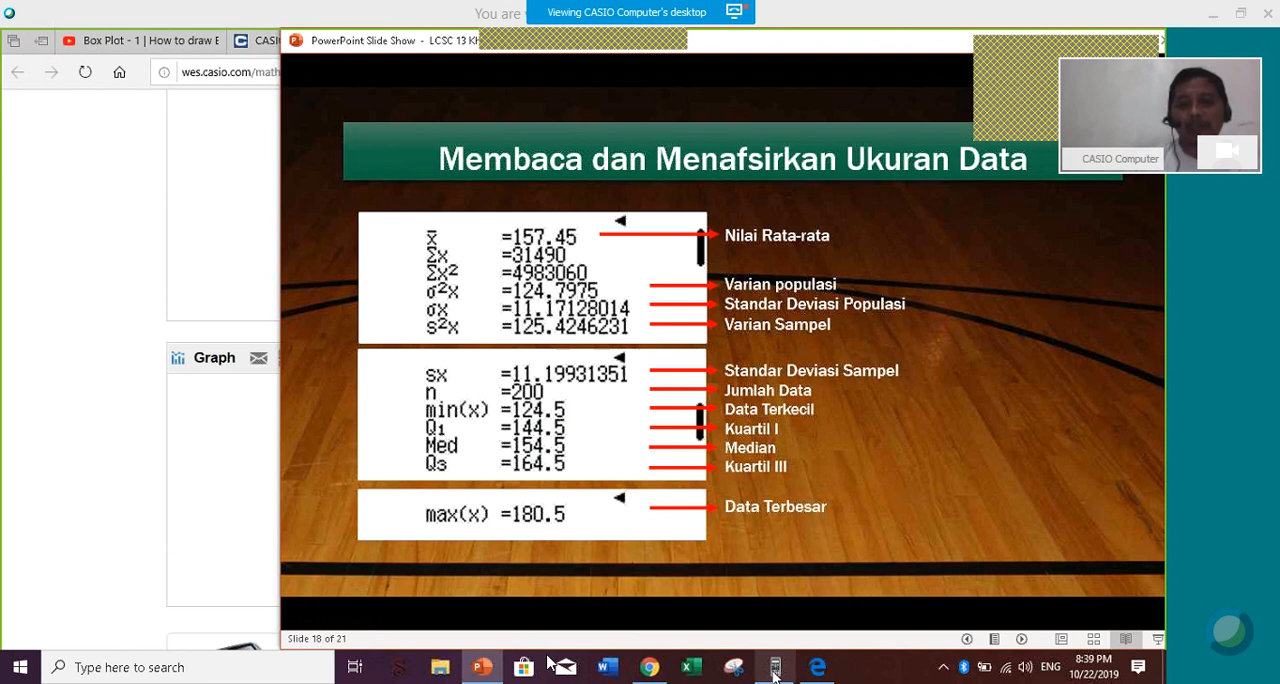 You are
Viewing CASIO Computer's desktop
Box Plot - 1 | How to draw E
CASI
PowerPoint Slide Show - LCSC 13 Kh
wes.casio.com/math
CASIO Computer
Membaca dan Menafsirkan Ukuran Data
x̄ =157.45
Nilai Rata-rata
Σx =31490
Σx² =4983060
σ²x =124.7975
Varian populasi
σx =11.17128014
Standar Deviasi Populasi
s²x =125.4246231
Varian Sampel
Graph
sx =11.19931351
Standar Deviasi Sampel
n =200
Jumlah Data
min(x) =124.5
Data Terkecil
Q₁ =144.5
Kuartil I
Med =154.5
Median
Q₃ =164.5
Kuartil III
max(x) =180.5
Data Terbesar
Slide 18 of 21
Type here to search
ENG
8:39 PM
10/22/2019